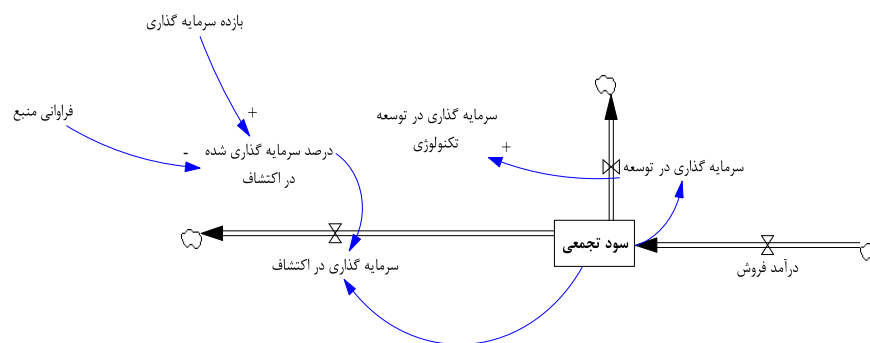 بازده سرمایه گذاری
+
فراوانی منبع
-
درصد سرمایه گذاری شده
در اکتشاف
سرمایه گذاری در توسعه
تکنولوژی
+
سرمایه گذاری در توسعه
سود تجمعی
سرمایه گذاری در اکتشاف
درآمد فروش